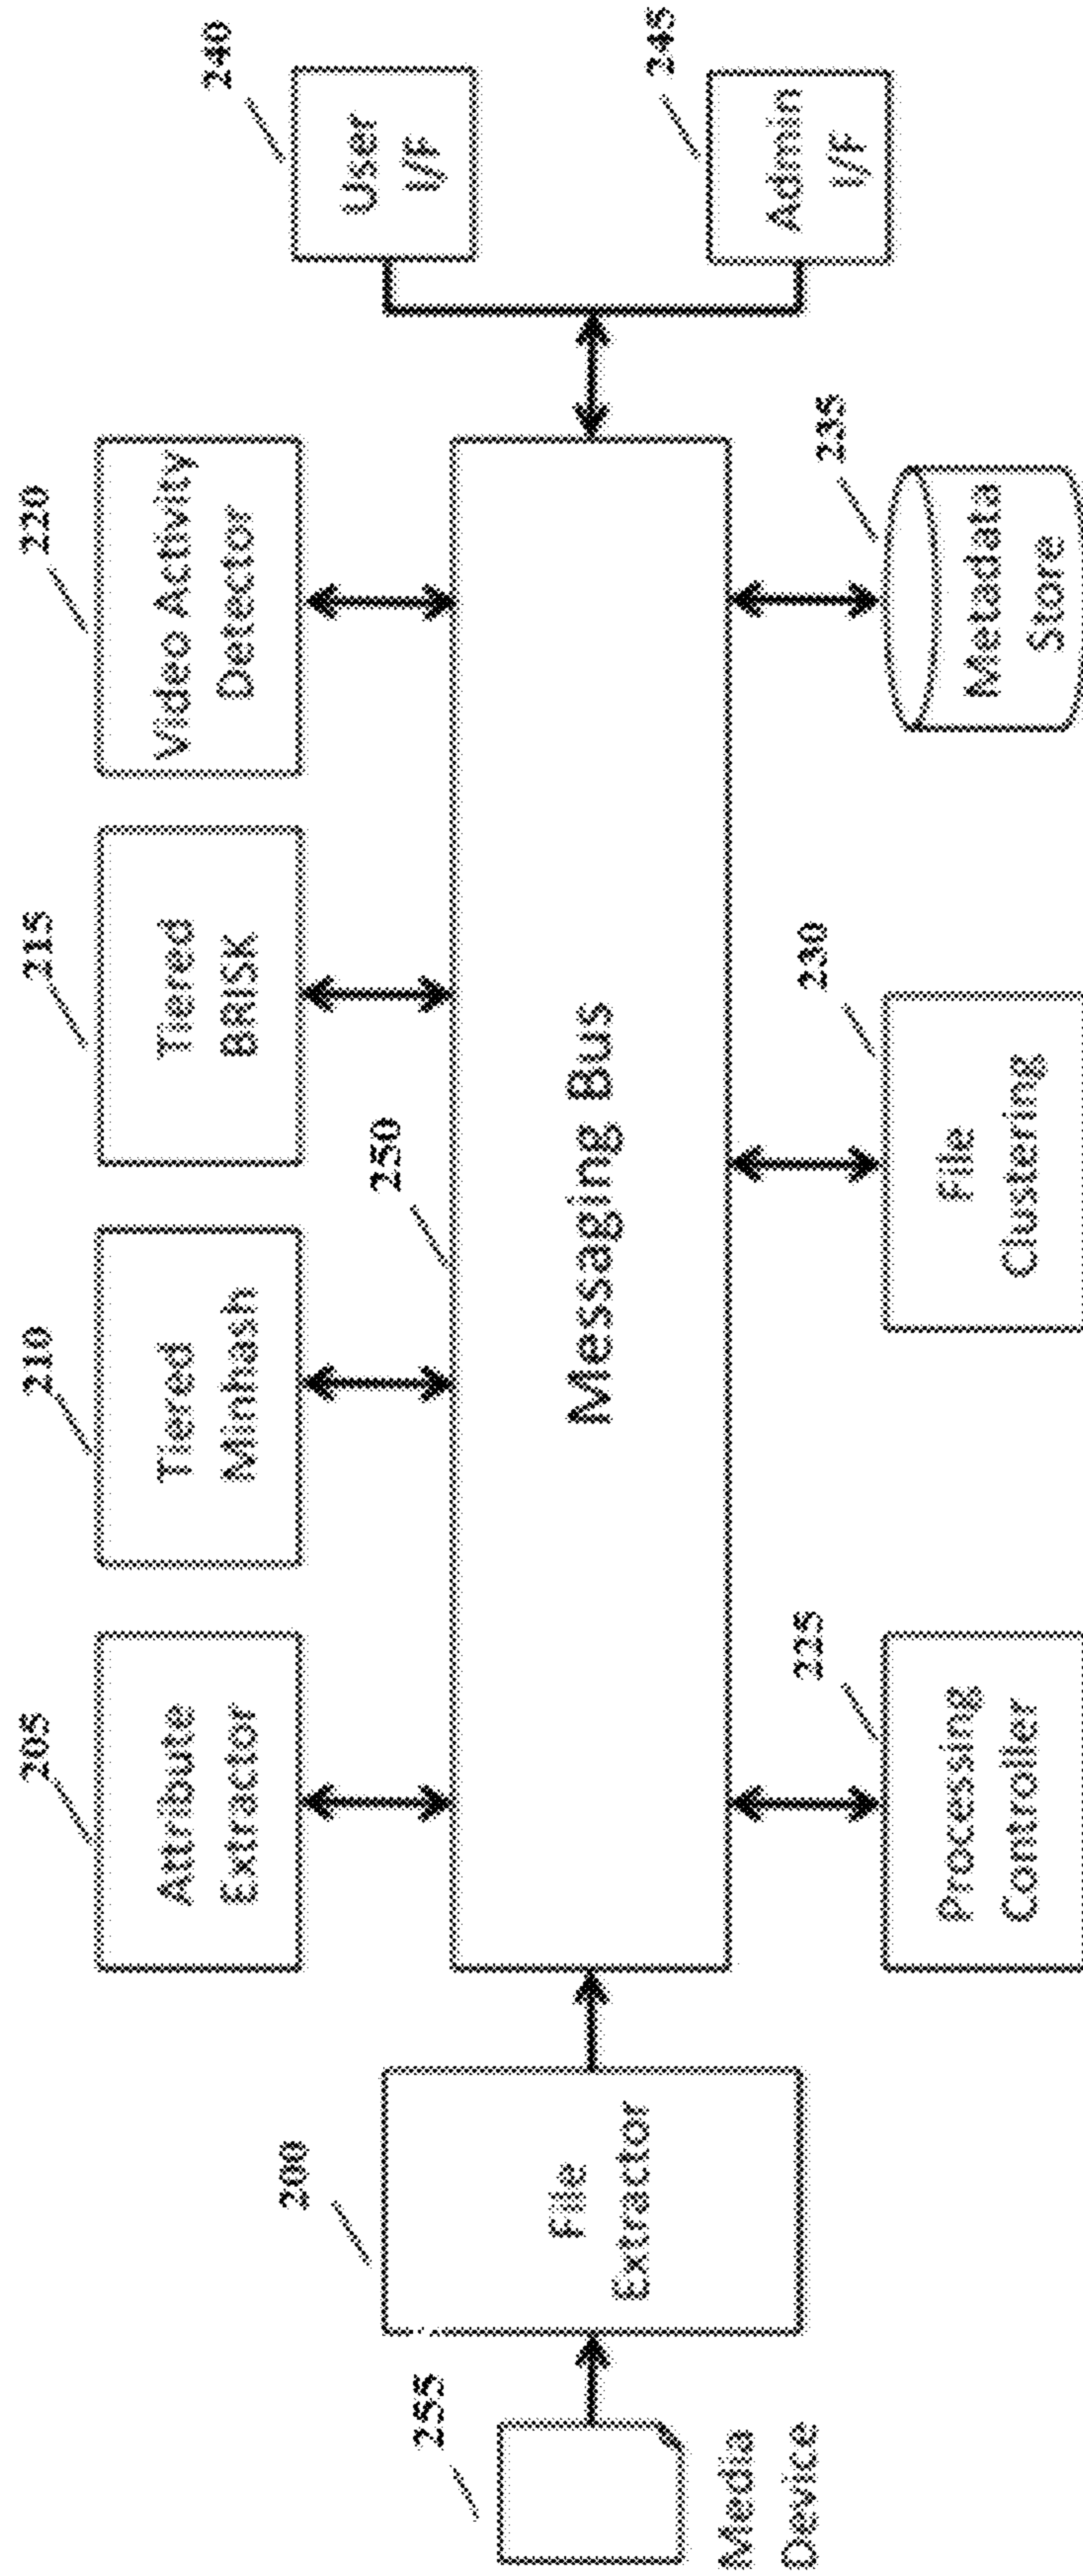 205
210
215
220
Attribute
Extractor
Tiered
Minhash
Tiered
BRISK
Video Activity
Detector
240
User
I/F
255
Media
Device
200
File
Extractor
250
Messaging Bus
245
Admin
I/F
225
Processing
Controller
230
File
Clustering
235
Metadata
Store